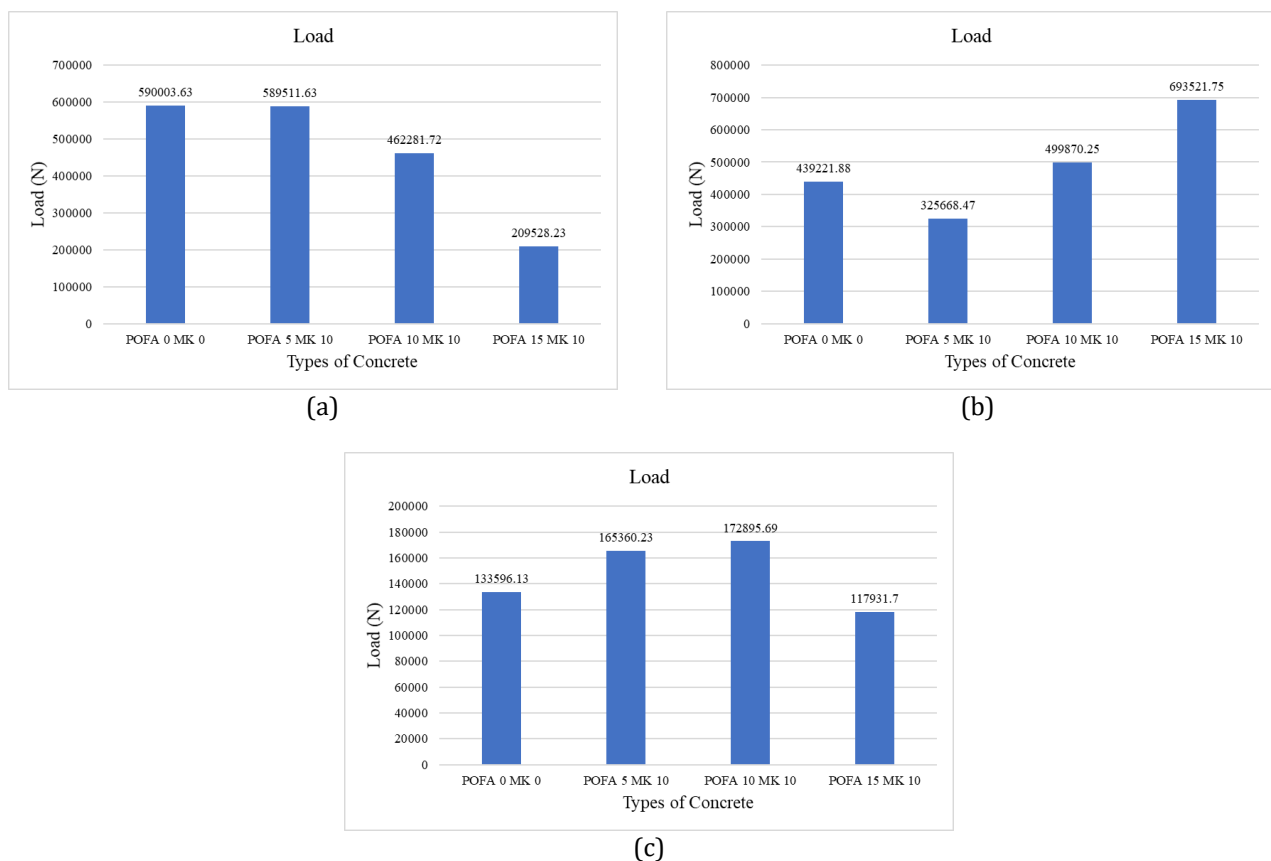 Load
700000
600000
500000
400000
300000
200000
100000
0
Load (N)
590003.63
589511.63
462281.72
209528.23
POFA 0 MK 0
POFA 5 MK 10
POFA 10 MK 10
POFA 15 MK 10
Types of Concrete
(a)
Load
800000
700000
600000
500000
400000
300000
200000
100000
0
Load (N)
439221.88
325668.47
499870.25
693521.75
POFA 0 MK 0
POFA 5 MK 10
POFA 10 MK 10
POFA 15 MK 10
Types of Concrete
(b)
Load
200000
180000
160000
140000
120000
100000
80000
60000
40000
20000
0
Load (N)
133596.13
165360.23
172895.69
117931.7
POFA 0 MK 0
POFA 5 MK 10
POFA 10 MK 10
POFA 15 MK 10
Types of Concrete
(c)